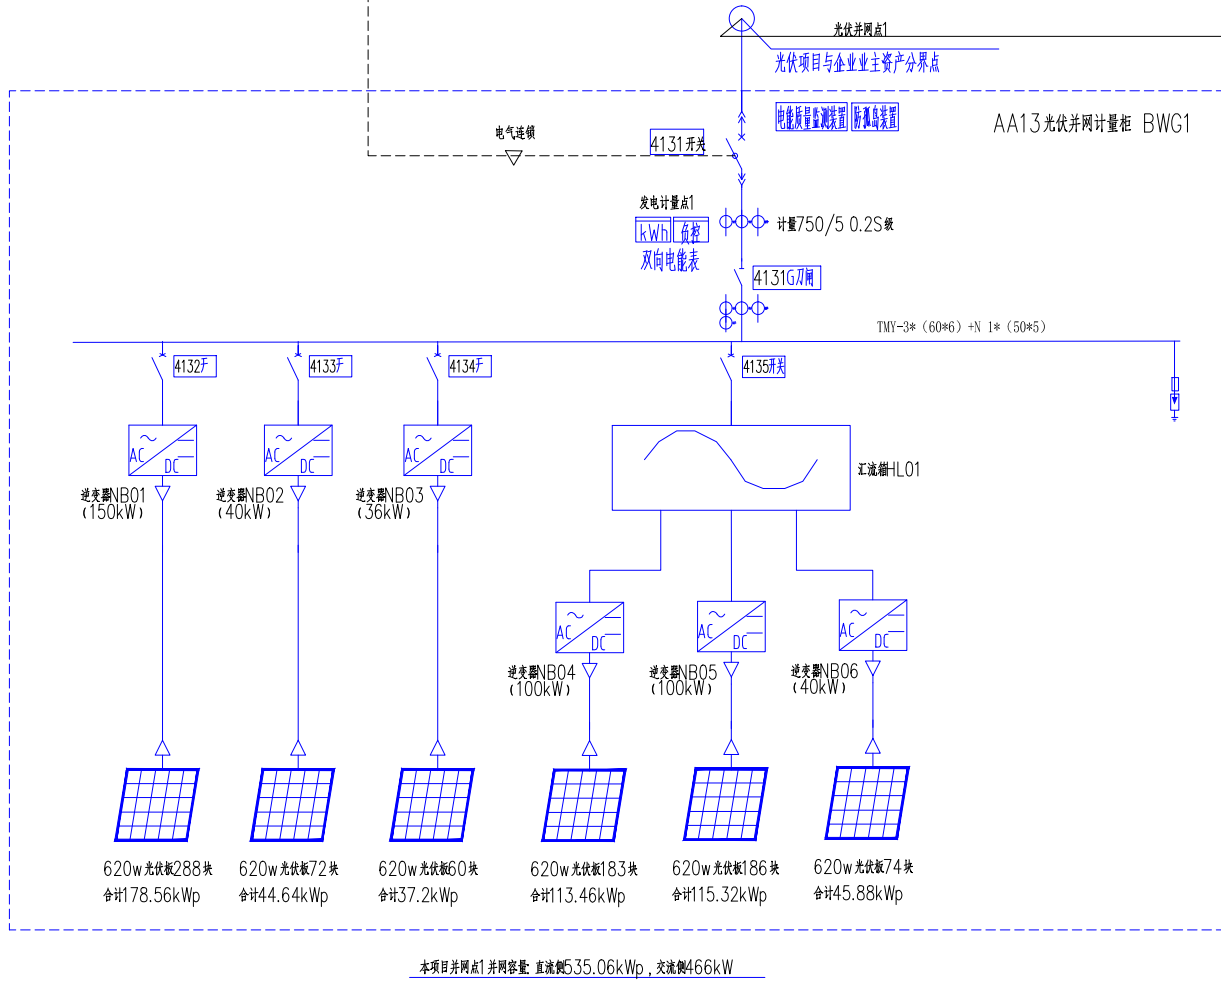 光伏并网点1
光伏项目与企业业主资产分界点
电能质量监测装置 防孤岛装置
AA13光伏并网计量柜 BWG1
电气连锁
4131开关
发电计量点1
kWh 负控
计量750/5 0.2S级
双向电能表
4131G刀闸
TMY-3*（60*6）+N 1*（50*5）
4132开
4133开
4134开
4135开关
AC DC
AC DC
AC DC
汇流箱HL01
逆变器NB01
(150kW)
逆变器NB02
(40kW)
逆变器NB03
(36kW)
AC DC
AC DC
AC DC
逆变器NB04
(100kW)
逆变器NB05
(100kW)
逆变器NB06
(40kW)
620w光伏板288块
合计178.56kWp
620w光伏板72块
合计44.64kWp
620w光伏板60块
合计37.2kWp
620w光伏板183块
合计113.46kWp
620w光伏板186块
合计115.32kWp
620w光伏板74块
合计45.88kWp
本项目并网点1并网容量: 直流侧535.06kWp , 交流侧466kW